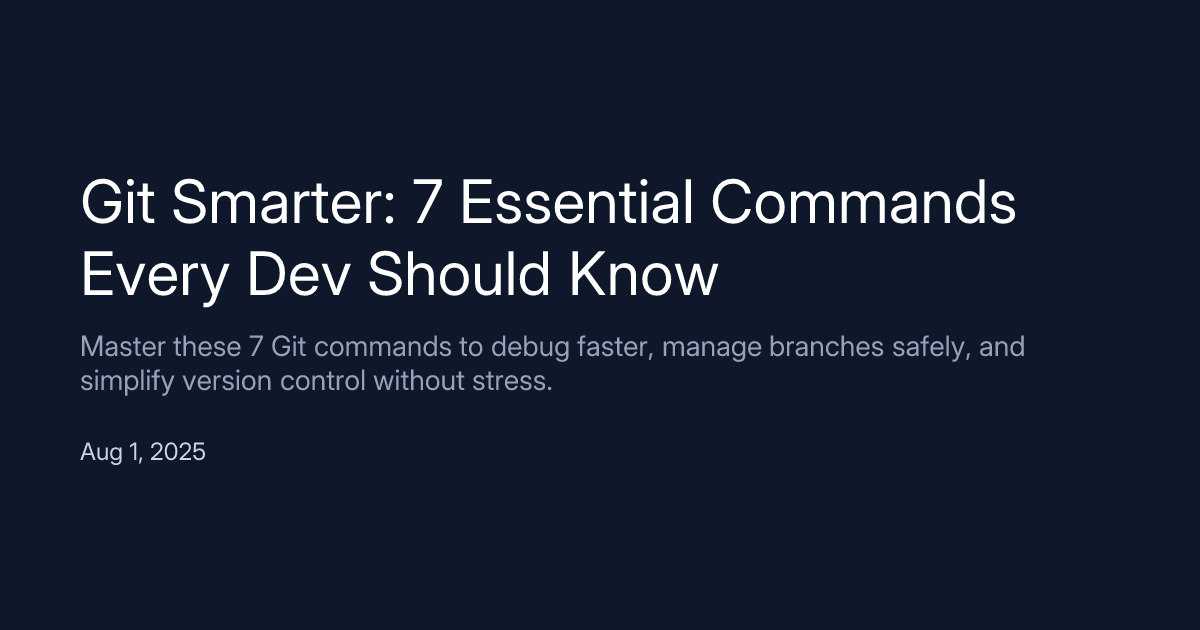 Git Smarter: 7 Essential Commands
Every Dev Should Know
Master these 7 Git commands to debug faster, manage branches safely, and
simplify version control without stress.
Aug 1, 2025